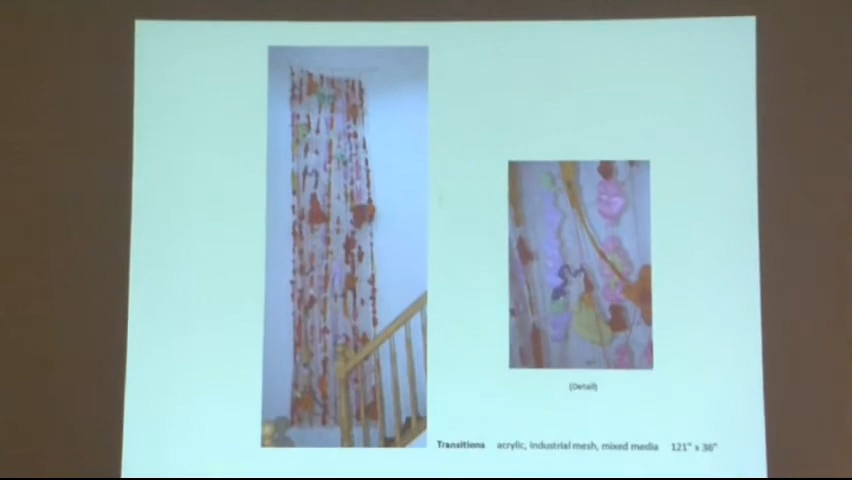 (Detail)
Transitions acrylic, industrial mesh, mixed media 121" x 36"